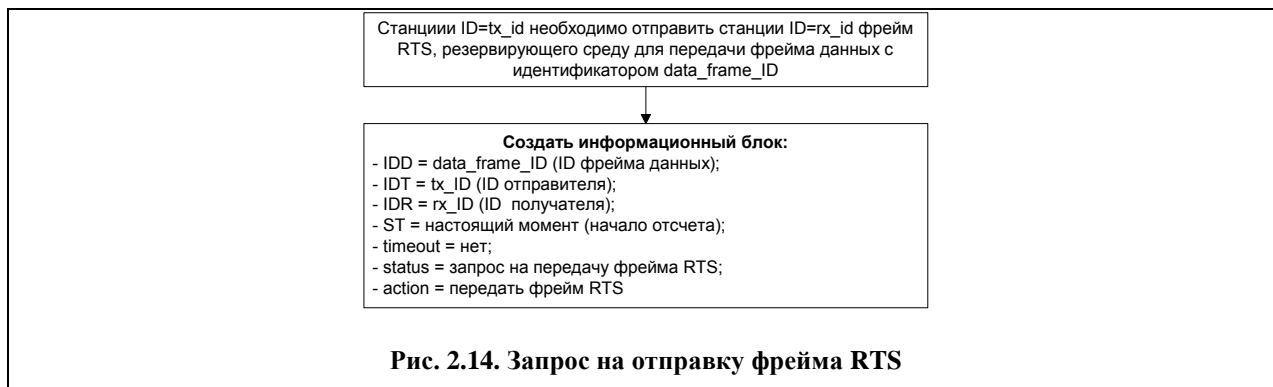 Станциии ID=tx_id необходимо отправить станции ID=rx_id фрейм
RTS, резервирующего среду для передачи фрейма данных с
идентификатором data_frame_ID
Создать информационный блок:
- IDD = data_frame_ID (ID фрейма данных);
- IDT = tx_ID (ID отправителя);
- IDR = rx_ID (ID получателя);
- ST = настоящий момент (начало отсчета);
- timeout = нет;
- status = запрос на передачу фрейма RTS;
- action = передать фрейм RTS
Рис. 2.14. Запрос на отправку фрейма RTS